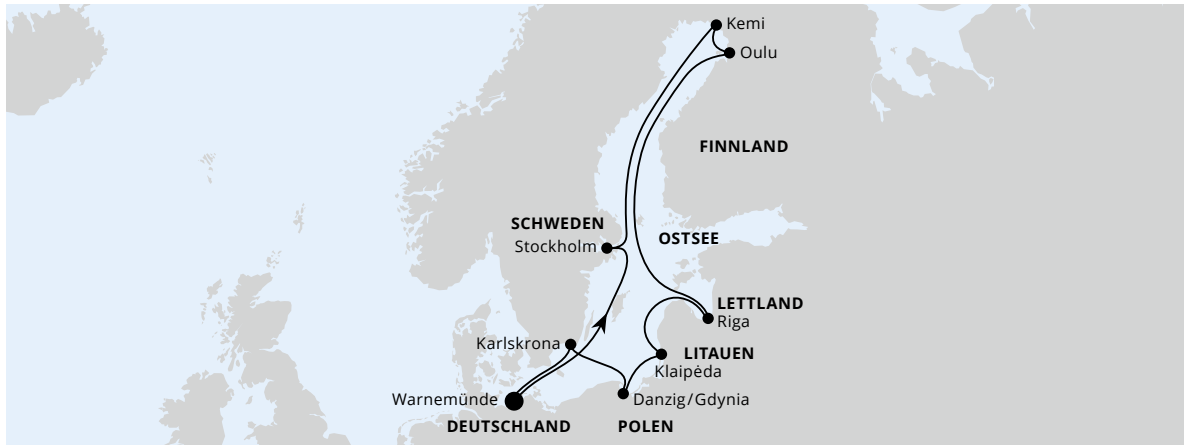 Kemi
Oulu
FINNLAND
SCHWEDEN
Stockholm
OSTSEE
LETTLAND
Riga
Karlskrona
LITAUEN
Klaipėda
Warnemünde
Danzig/Gdynia
DEUTSCHLAND
POLEN